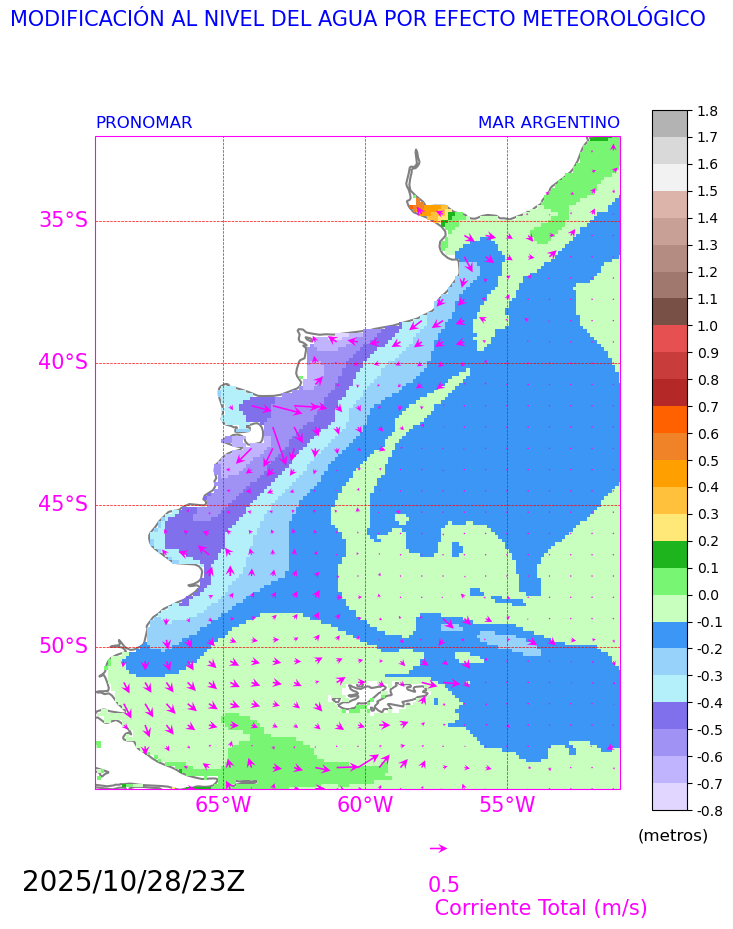 MODIFICACIÓN AL NIVEL DEL AGUA POR EFECTO METEOROLÓGICO
PRONOMAR
MAR ARGENTINO
35°S
40°S
45°S
50°S
65°W
60°W
55°W
1.8
1.7
1.6
1.5
1.4
1.3
1.2
1.1
1.0
0.9
0.8
0.7
0.6
0.5
0.4
0.3
0.2
0.1
0.0
-0.1
-0.2
-0.3
-0.4
-0.5
-0.6
-0.7
-0.8
(metros)
2025/10/28/23Z
0.5
Corriente Total (m/s)